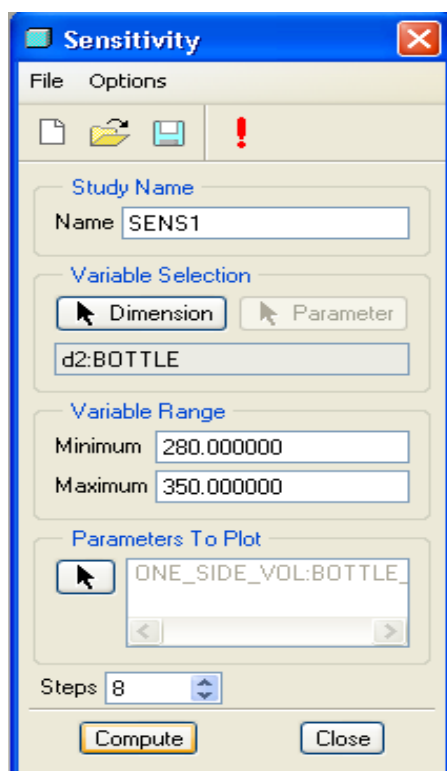 Sensitivity
File Options
Study Name
Name SENS1
Variable Selection
Dimension Parameter
d2:BOTTLE
Variable Range
Minimum 280.000000
Maximum 350.000000
Parameters To Plot
ONE_SIDE_VOL:BOTTLE_
Steps 8
Compute Close